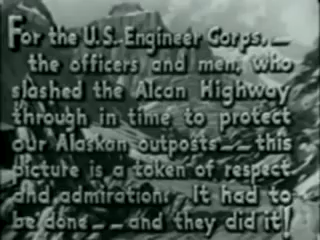 For the U.S. Engineer Corps, —
the officers and men, who
slashed the Alcan Highway
through in time to protect
our Alaskan outposts — — this
picture is a token of respect
and admiration. It had to
be done — — and they did it!